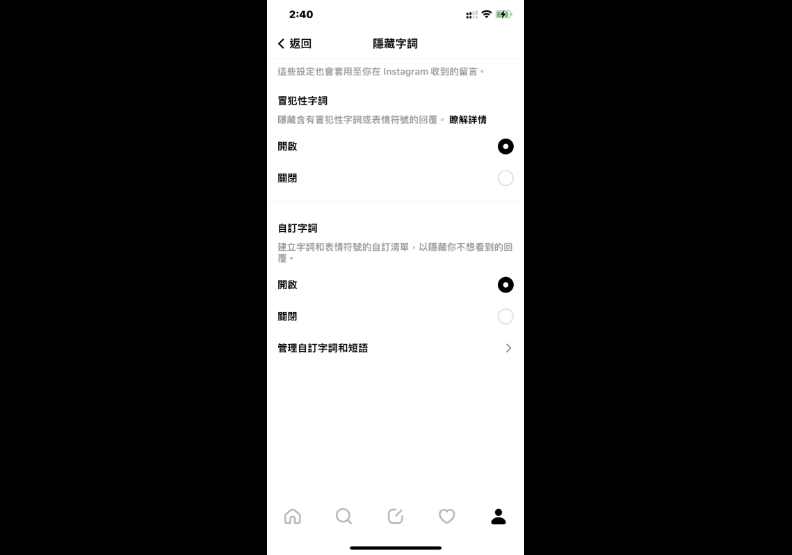 2:40
返回
隱藏字詞
這些設定也會套用至你在 Instagram 收到的留言。
冒犯性字詞
隱藏含有冒犯性字詞或表情符號的回覆。瞭解詳情
開啟
關閉
自訂字詞
建立字詞和表情符號的自訂清單，以隱藏你不想看到的回
覆。
開啟
關閉
管理自訂字詞和短語